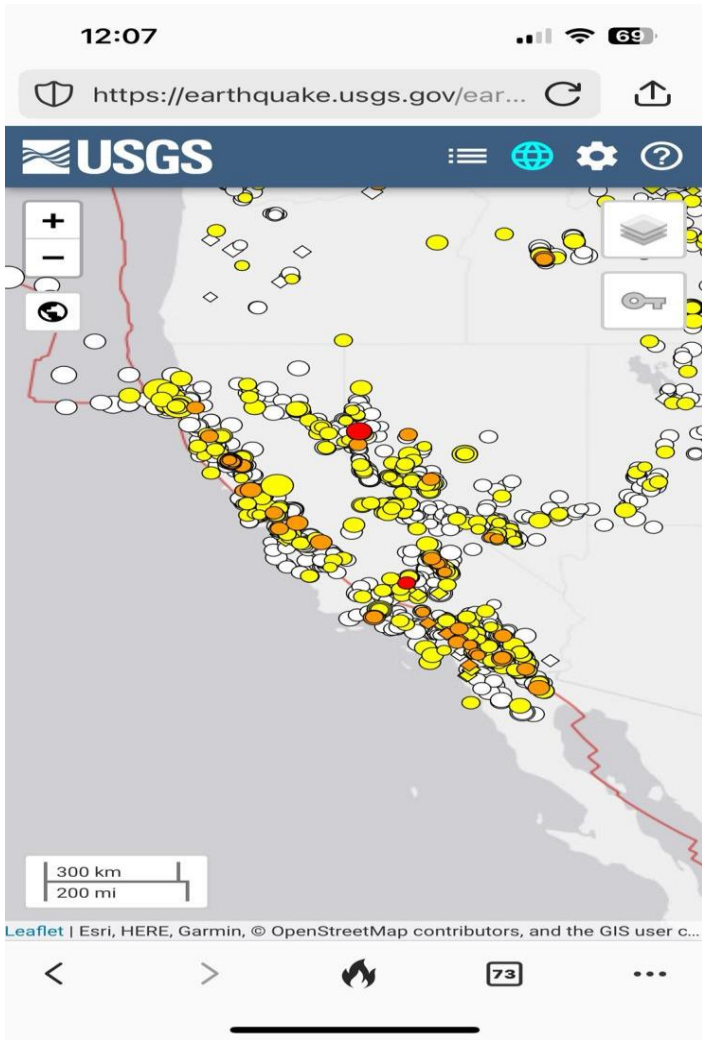 12:07
69
https://earthquake.usgs.gov/ear...
USGS
+
−
300 km
200 mi
Leaflet | Esri, HERE, Garmin, © OpenStreetMap contributors, and the GIS user c...
73